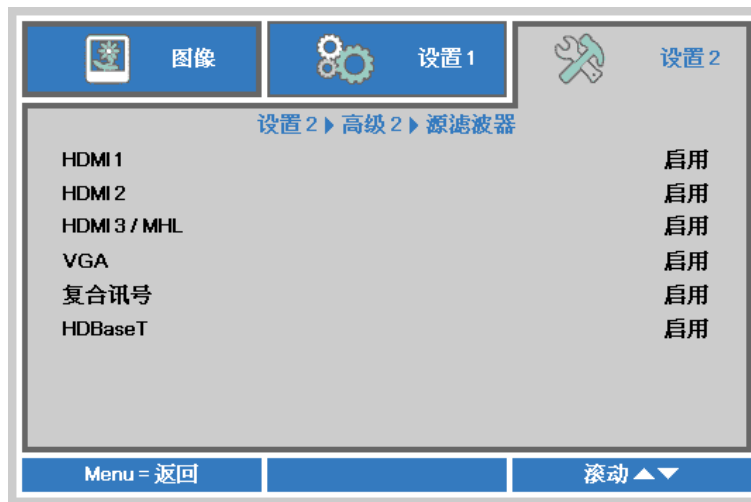 图像 设置 1 设置 2
设置 2 ▶ 高级 2 ▶ 源滤波器
HDMI 1 启用
HDMI 2 启用
HDMI 3 / MHL 启用
VGA 启用
复合讯号 启用
HDBaseT 启用
Menu = 返回 滚动 ▲▼